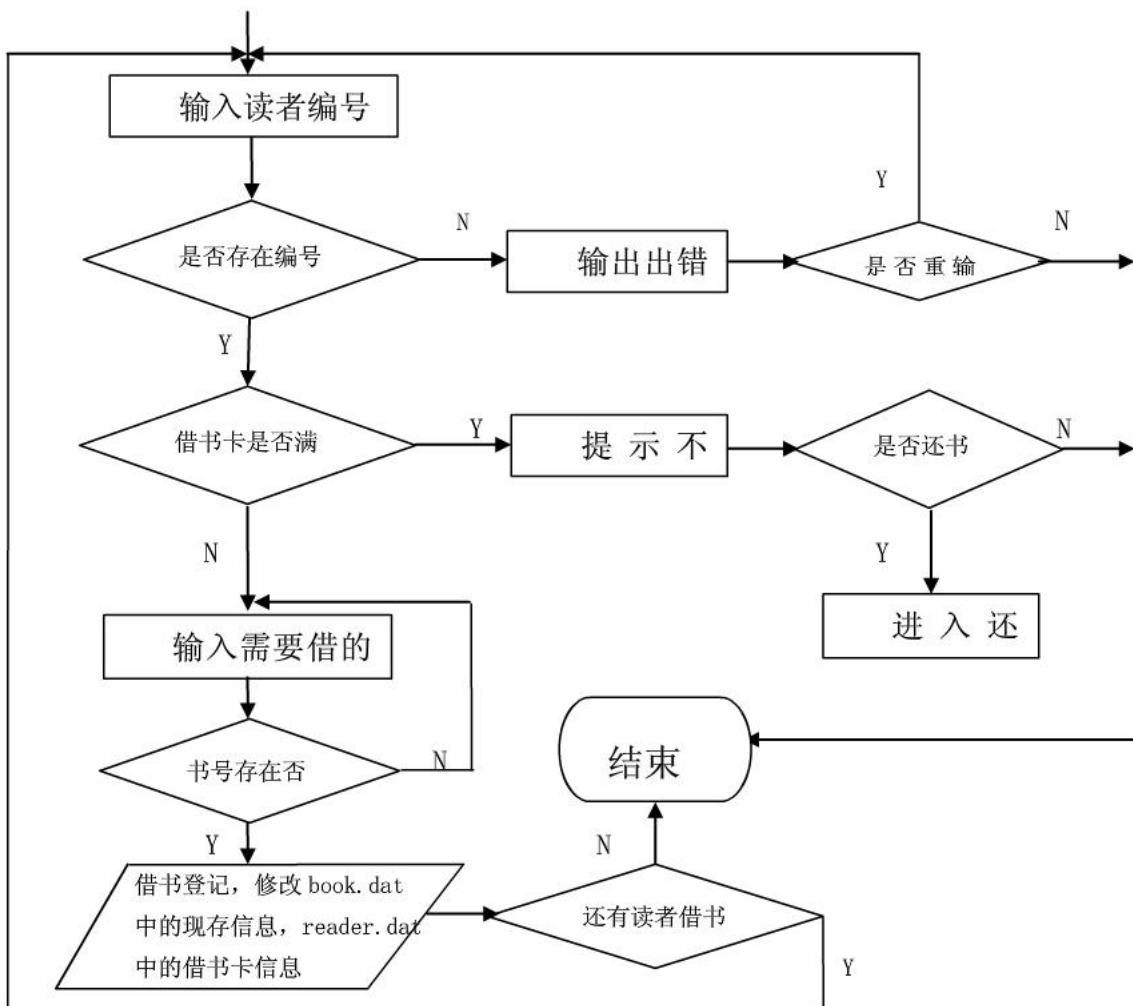 输入读者编号
Y
是否存在编号
N
输出出错
是否重输
N
Y
借书卡是否满
Y
提示不
是否还书
N
N
Y
输入需要借的
进入还
书号存在否
N
结束
Y
N
借书登记，修改book.dat
中的现存信息，reader.dat
中的借书卡信息
还有读者借书
Y